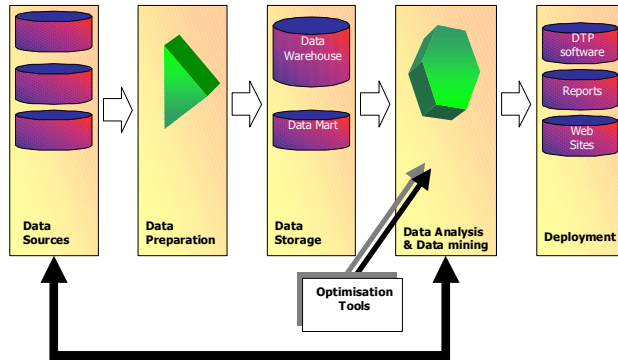 Data
Warehouse
Data Mart
DTP
software
Reports
Web
Sites
Data
Sources
Data
Preparation
Data
Storage
Data Analysis
& Data mining
Deployment
Optimisation
Tools